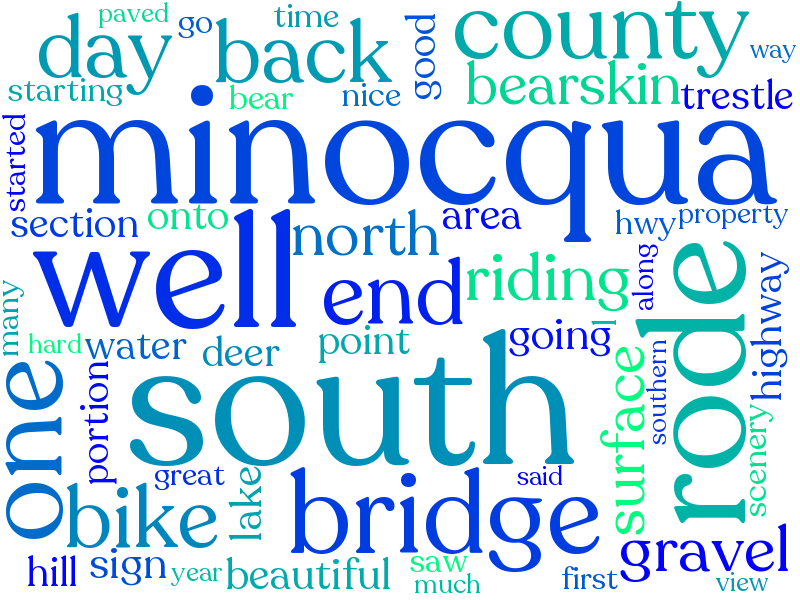 paved
go
time
good
county
way
day
back
starting
bear
nice
bearskin
trestle
minocqua
started
section
onto
well
north
area
hwy
property
end
riding
along
highway
many
hard
water
deer
point
going
l
rode
one
portion
south
surface
southern
scenery
great
said
bike
lake
bridge
gravel
hill
sign
year
beautiful
saw
much
first
view